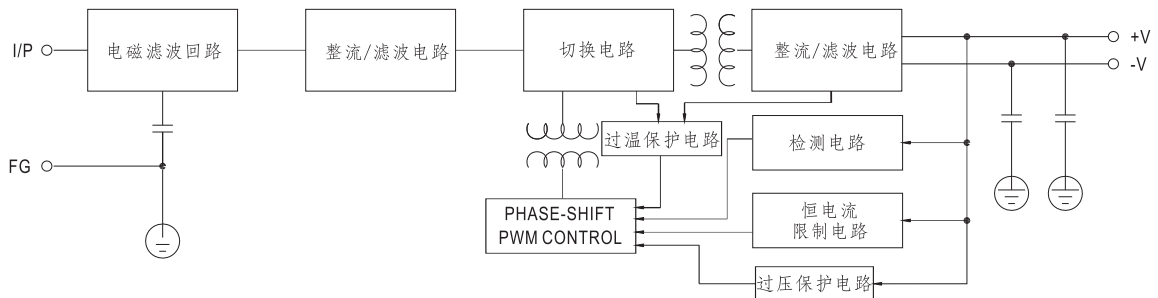 I/P
电磁滤波回路
整流/滤波电路
切换电路
整流/滤波电路
+V
-V
过温保护电路
检测电路
FG
PHASE-SHIFT
PWM CONTROL
恒电流
限制电路
过压保护电路